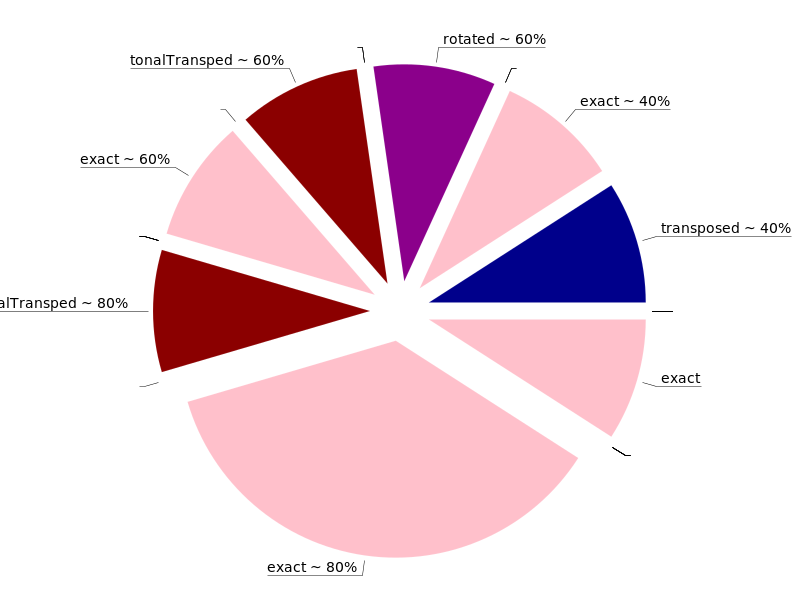 rotated ~ 60%
tonalTransped ~ 60%
exact ~ 40%
exact ~ 60%
transposed ~ 40%
alTransped ~ 80%
exact
exact ~ 80%